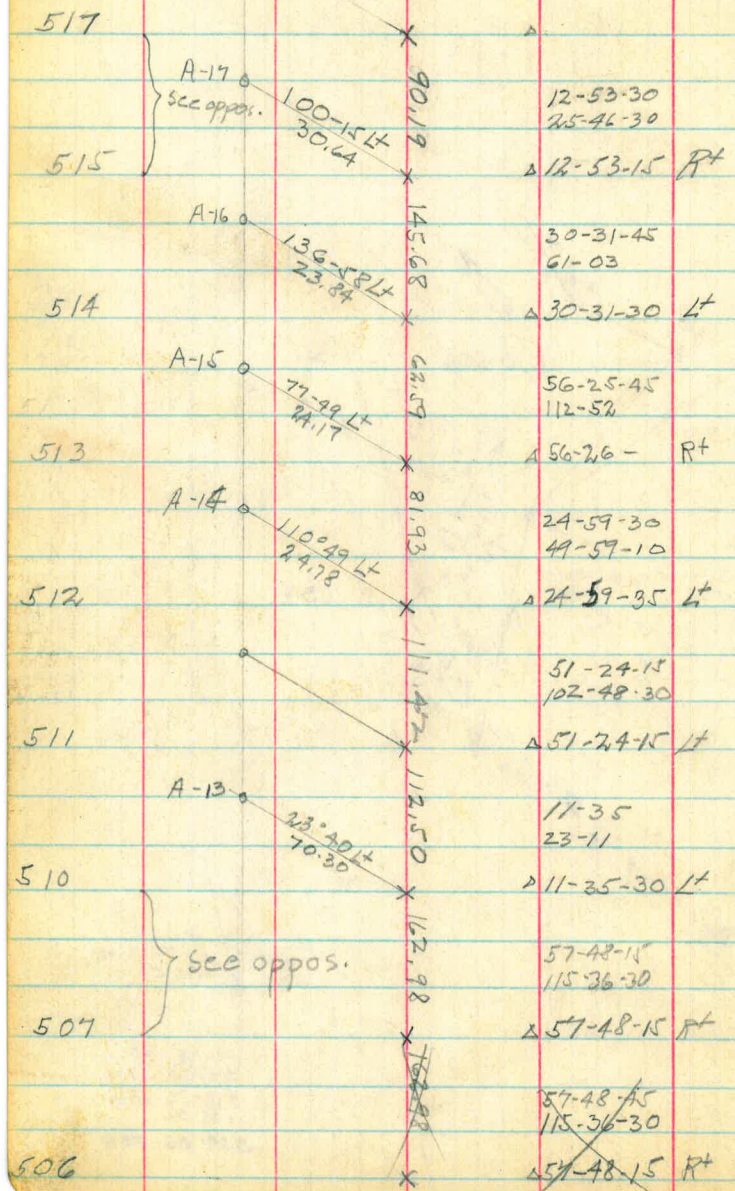 517
A-17
See oppos.
100-15 Lt
30.64
90.19
12-53-30
25-46-30
515
Δ 12-53-15 Rt
A-16
136-58 Lt
23.84
145.68
30-31-45
61-03
514
Δ 30-31-30 Lt
A-15
77-49 Lt
24.17
62.59
56-25-45
112-52
513
Δ 56-26- Rt
A-14
110°49 Lt
24.78
81.93
24-59-30
49-59-10
512
Δ 24-59-35 Lt
111.42
51-24-15
102-48-30
511
Δ 51-24-15 Lt
A-13
23°40 Lt
70.30
112.50
11-35
23-11
510
Δ 11-35-30 Lt
See oppos.
162.98
57-48-15
115-36-30
507
Δ 57-48-15 Rt
162.98
57-48-45
115-36-30
506
Δ 57-48-15 Rt